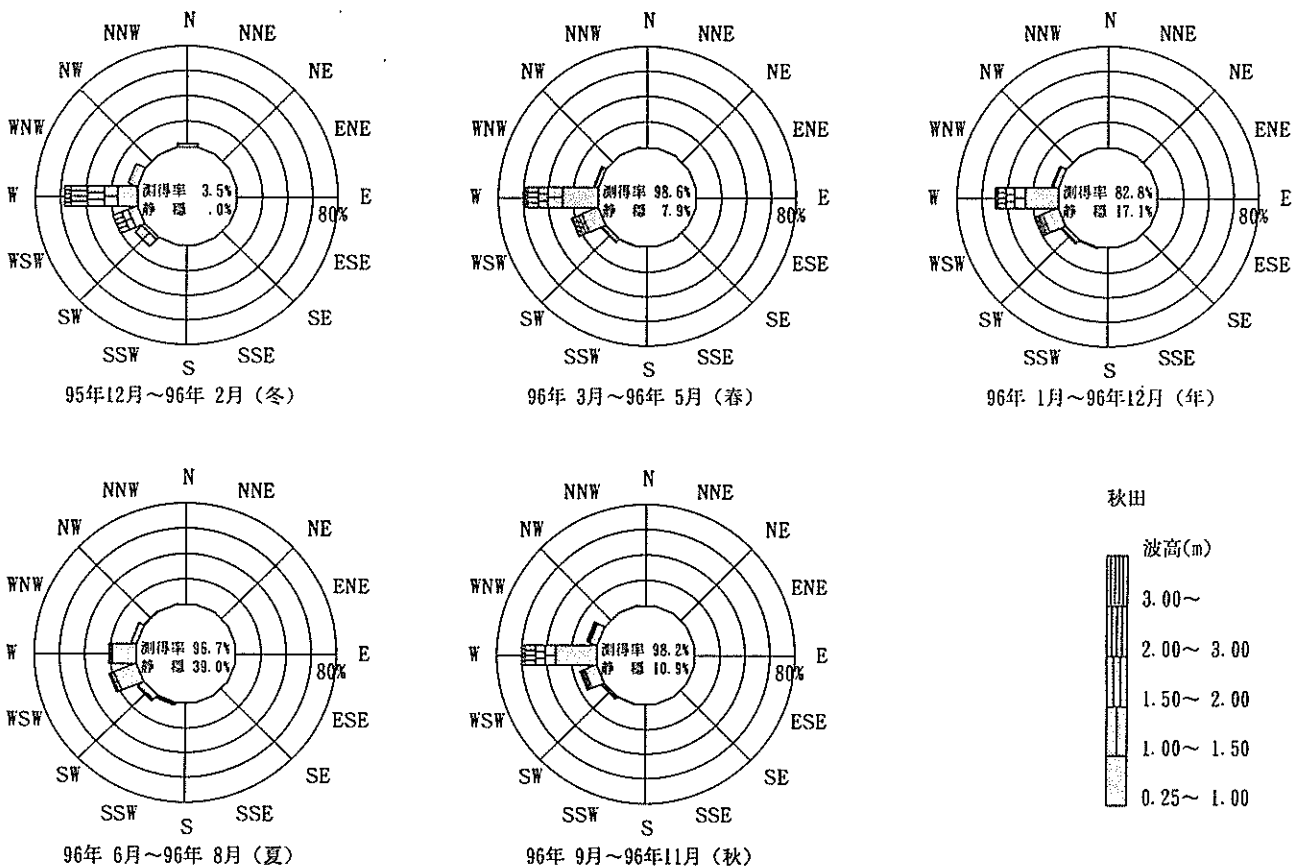 N
NNW NNE
NW NE
WNW ENE
W E
80%
測得率 3.5%
静 穏 .0%
WSW ESE
SW SE
SSW SSE
S
95年12月～96年 2月（冬）
N
NNW NNE
NW NE
WNW ENE
W E
80%
測得率 98.6%
静 穏 7.9%
WSW ESE
SW SE
SSW SSE
S
96年 3月～96年 5月（春）
N
NNW NNE
NW NE
WNW ENE
W E
80%
測得率 82.8%
静 穏 17.1%
WSW ESE
SW SE
SSW SSE
S
96年 1月～96年12月（年）
N
NNW NNE
NW NE
WNW ENE
W E
80%
測得率 96.7%
静 穏 39.0%
WSW ESE
SW SE
SSW SSE
S
96年 6月～96年 8月（夏）
N
NNW NNE
NW NE
WNW ENE
W E
80%
測得率 98.2%
静 穏 10.9%
WSW ESE
SW SE
SSW SSE
S
96年 9月～96年11月（秋）
秋田
波高(m)
3.00～
2.00～ 3.00
1.50～ 2.00
1.00～ 1.50
0.25～ 1.00